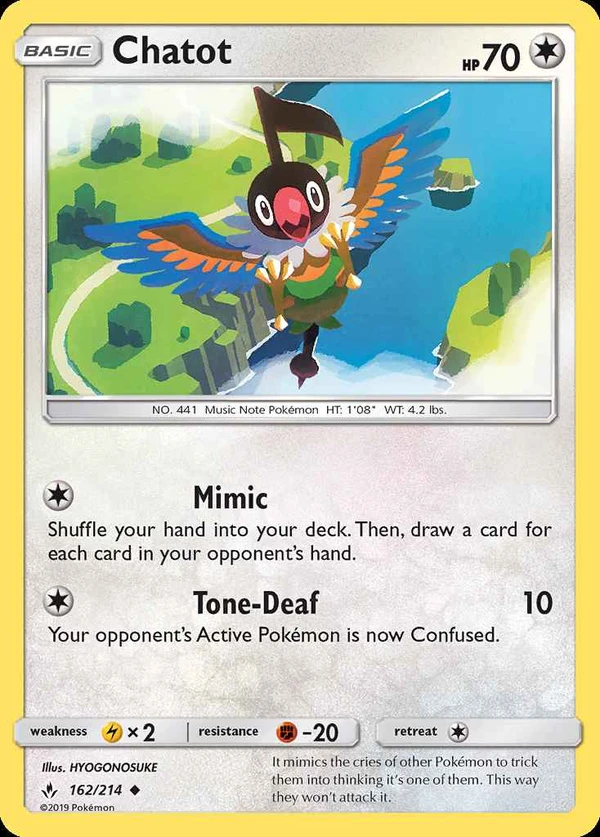 BASIC Chatot HP 70
NO. 441 Music Note Pokémon HT: 1'08" WT: 4.2 lbs.
Mimic
Shuffle your hand into your deck. Then, draw a card for
each card in your opponent's hand.
Tone-Deaf 10
Your opponent's Active Pokémon is now Confused.
weakness ×2 resistance -20 retreat
Illus. HYOGONOSUKE
162/214
©2019 Pokémon
It mimics the cries of other Pokémon to trick
them into thinking it's one of them. This way
they won't attack it.